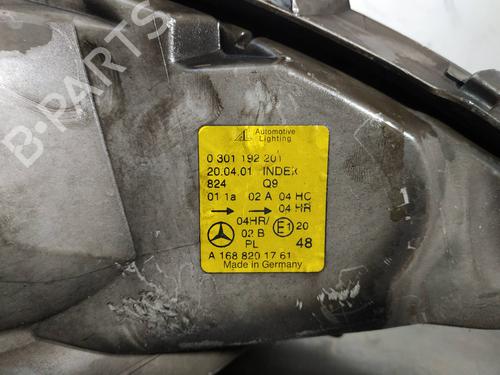 B-PARTS
AL Automotive
Lighting
0 301 192 201
20.04.01 INDEX
824 Q9
01 1a 02 A 04 HC
→ → 04 HR
04HR/ E1 20
02 B 48
PL
A 168 820 17 61
Made in Germany